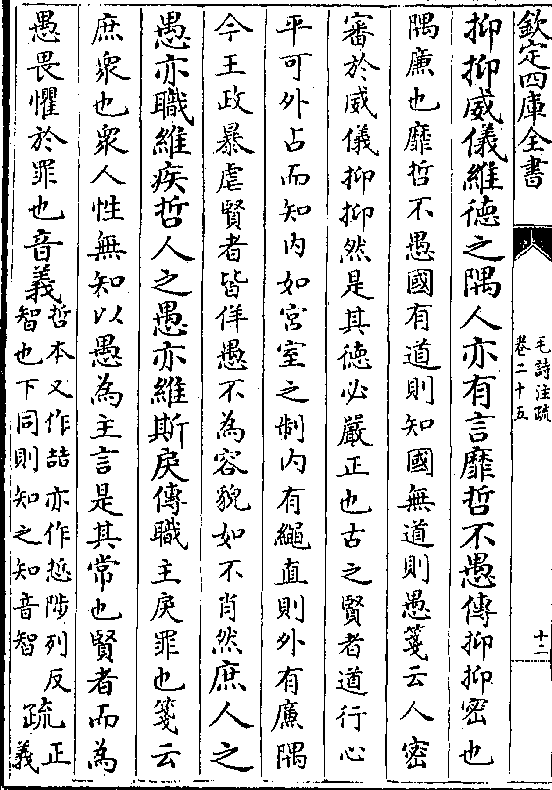 欽定四庫全書
毛詩注疏
卷二十五
十二
抑抑威儀維德之隅人亦有言靡哲不愚傳抑抑密也
隅廉也靡哲不愚國有道則知國無道則愚箋云人密
審於威儀抑抑然是其德必嚴正也古之賢者道行心
平可外占而知内如宮室之制内有繩直則外有廉隅
今王政暴虐賢者皆佯愚不為容貌如不肖然庶人之
愚亦職維疾哲人之愚亦維斯戾傳職主戾罪也箋云
庶衆也衆人性無知以愚為主言是其常也賢者而為
愚畏懼於罪也音義哲本又作喆亦作悊陟列反智也下同則知之知音智疏正義